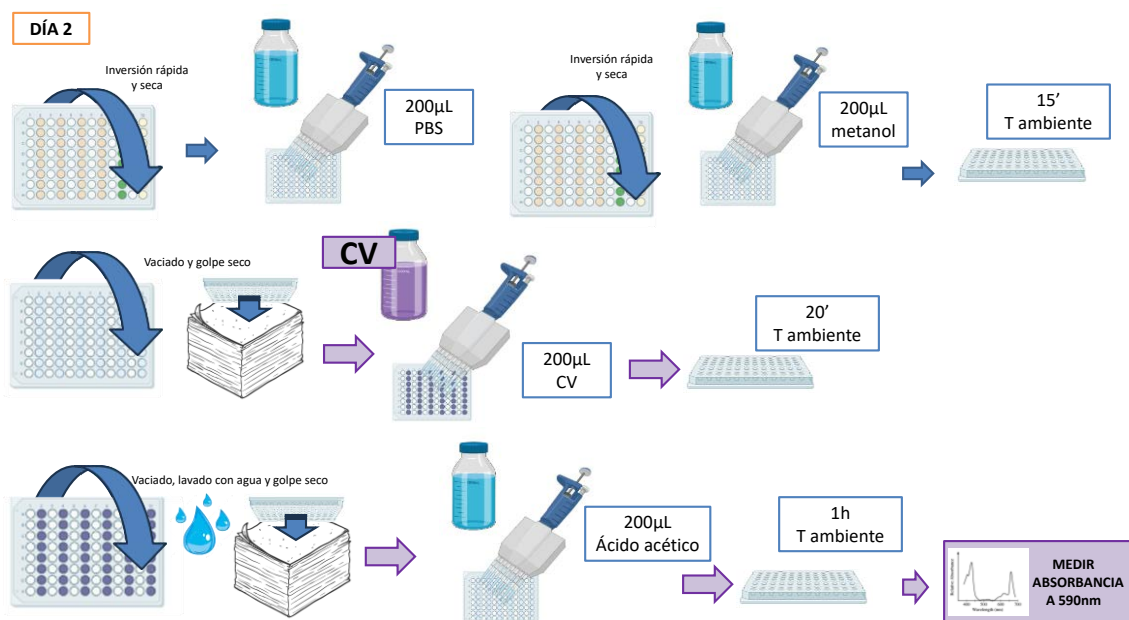 DÍA 2
Inversión rápida
y seca
200µL
PBS
Inversión rápida
y seca
200µL
metanol
15’
T ambiente
Vaciado y golpe seco
CV
200µL
CV
20’
T ambiente
Vaciado, lavado con agua y golpe seco
200µL
Ácido acético
1h
T ambiente
MEDIR
ABSORBANCIA
A 590nm